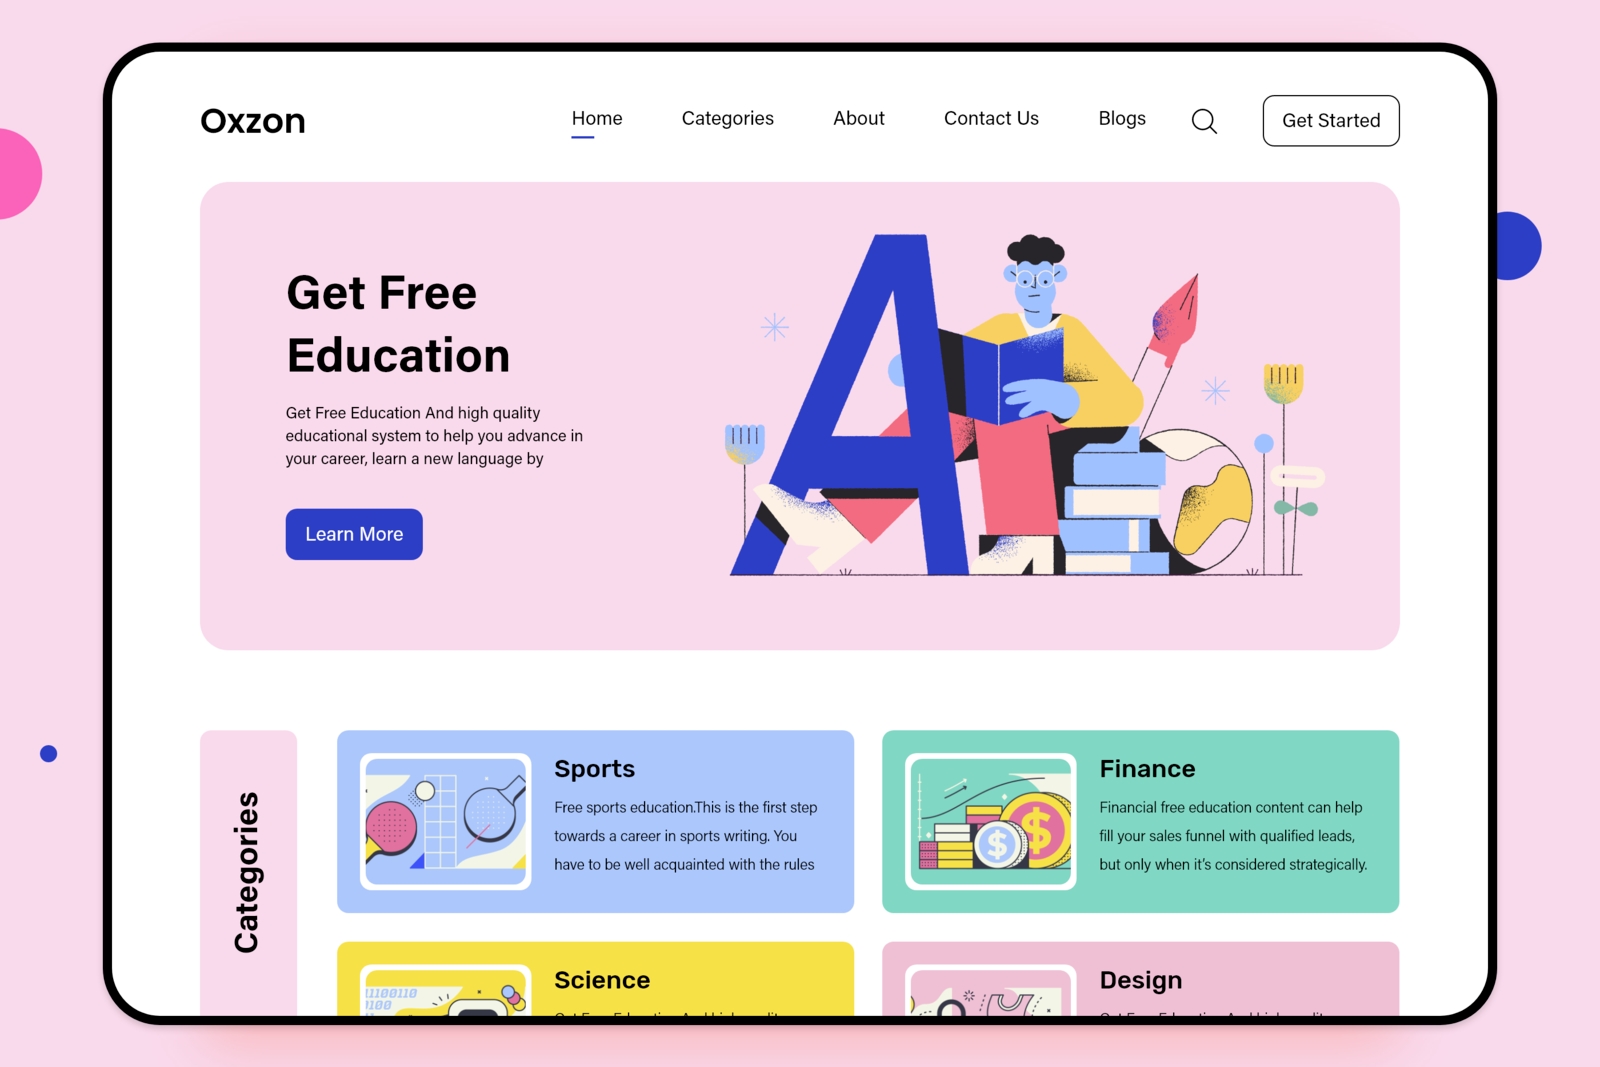 Oxzon
Home
Categories
About
Contact Us
Blogs
Get Started
Get Free
Education
Get Free Education And high quality
educational system to help you advance in
your career, learn a new language by
Learn More
Categories
Sports
Free sports education.This is the first step
towards a career in sports writing. You
have to be well acquainted with the rules
Finance
Financial free education content can help
fill your sales funnel with qualified leads,
but only when it’s considered strategically.
Science
Design